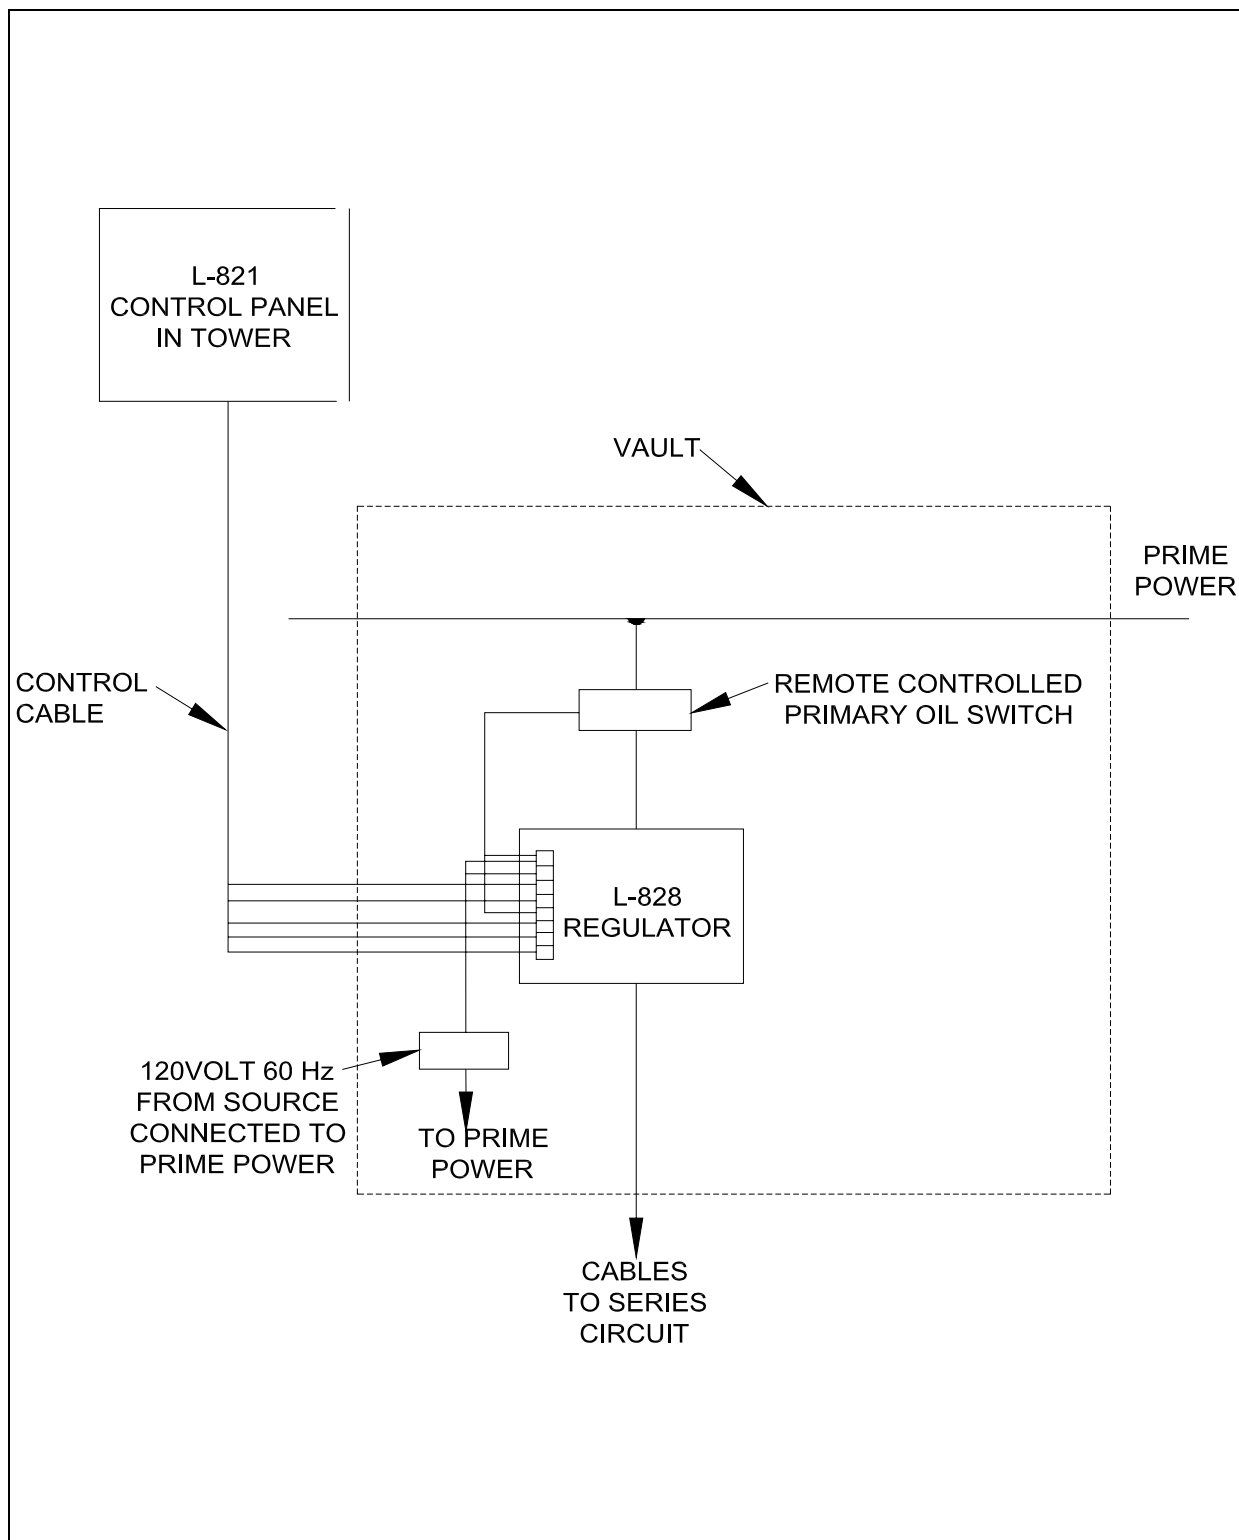 L-821
CONTROL PANEL
IN TOWER
VAULT
PRIME
POWER
CONTROL
CABLE
REMOTE CONTROLLED
PRIMARY OIL SWITCH
L-828
REGULATOR
120VOLT 60 Hz
FROM SOURCE
CONNECTED TO
PRIME POWER
TO PRIME
POWER
CABLES
TO SERIES
CIRCUIT